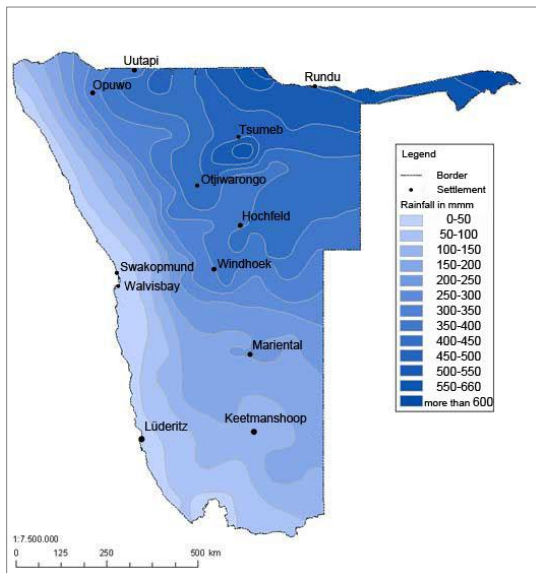 Uutapi
Opuwo
Rundu
Tsumeb
Otjiwarongo
Hochfeld
Swakopmund
Windhoek
Walvisbay
Mariental
Lüderitz
Keetmanshoop
Legend
Border
Settlement
Rainfall in mmm
0-50
50-100
100-150
150-200
200-250
250-300
300-350
350-400
400-450
450-500
500-550
550-660
more than 600
1:7.500.000
0 125 250 500 km